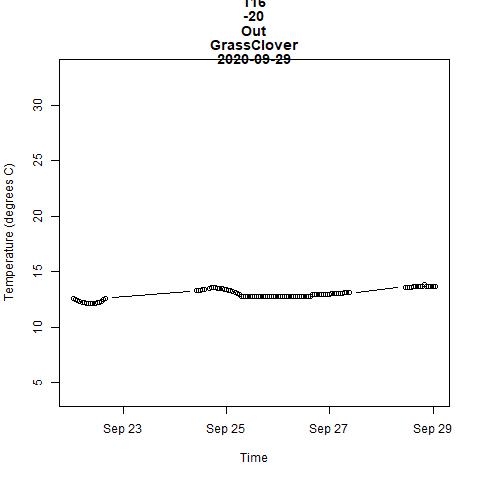 T16
-20
Out
GrassClover
2020-09-29
Temperature (degrees C)
30
25
20
15
10
5
Sep 23 Sep 25 Sep 27 Sep 29
Time